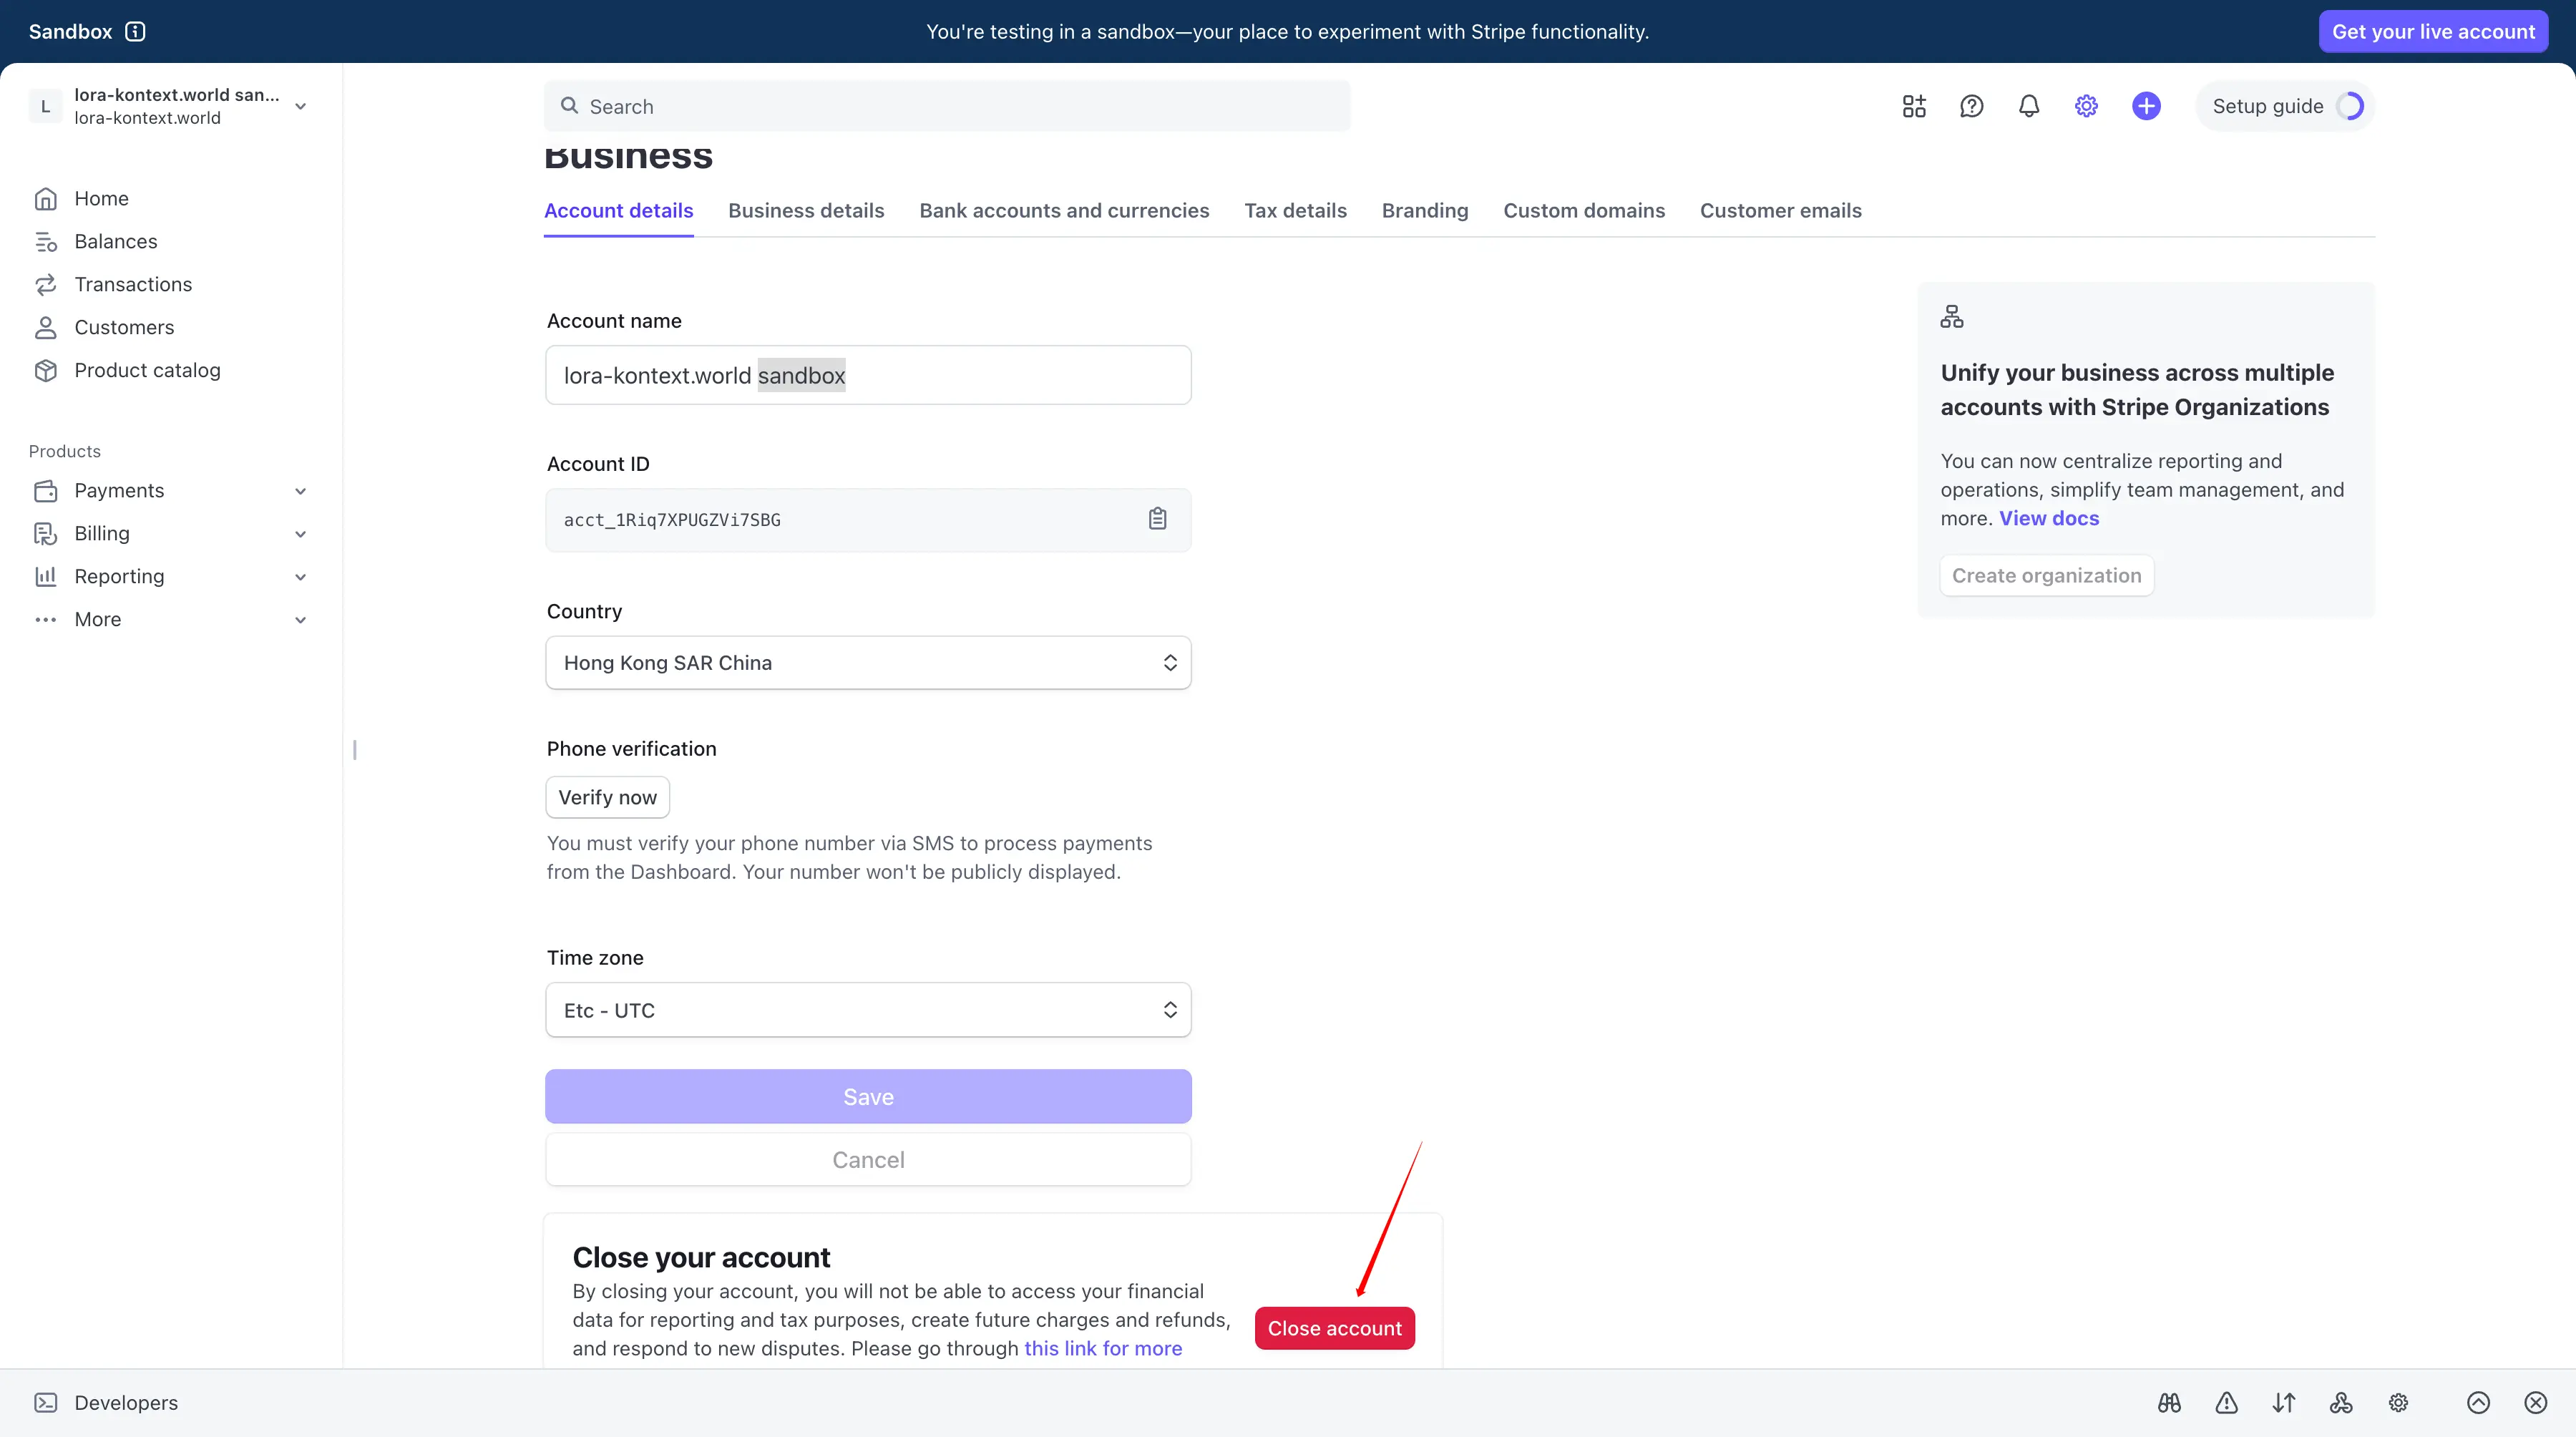 Sandbox
You're testing in a sandbox—your place to experiment with Stripe functionality.
Get your live account
L
lora-kontext.world san...
lora-kontext.world
Search
Setup guide
Home
Balances
Transactions
Customers
Product catalog
Products
Payments
Billing
Reporting
More
Business
Account details
Business details
Bank accounts and currencies
Tax details
Branding
Custom domains
Customer emails
Account name
lora-kontext.world sandbox
Account ID
acct_1Riq7XPUGZVi7SBG
Country
Hong Kong SAR China
Phone verification
Verify now
You must verify your phone number via SMS to process payments
from the Dashboard. Your number won't be publicly displayed.
Time zone
Etc - UTC
Save
Cancel
Close your account
By closing your account, you will not be able to access your financial
data for reporting and tax purposes, create future charges and refunds,
and respond to new disputes. Please go through this link for more
Close account
Unify your business across multiple
accounts with Stripe Organizations
You can now centralize reporting and
operations, simplify team management, and
more. View docs
Create organization
Developers